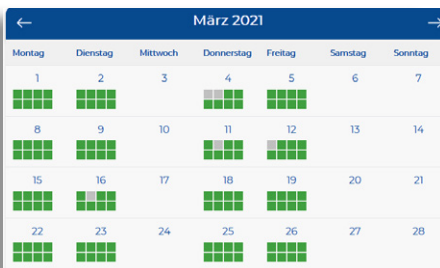 März 2021
Montag Dienstag Mittwoch Donnerstag Freitag Samstag Sonntag
1 2 3 4 5 6 7
8 9 10 11 12 13 14
15 16 17 18 19 20 21
22 23 24 25 26 27 28